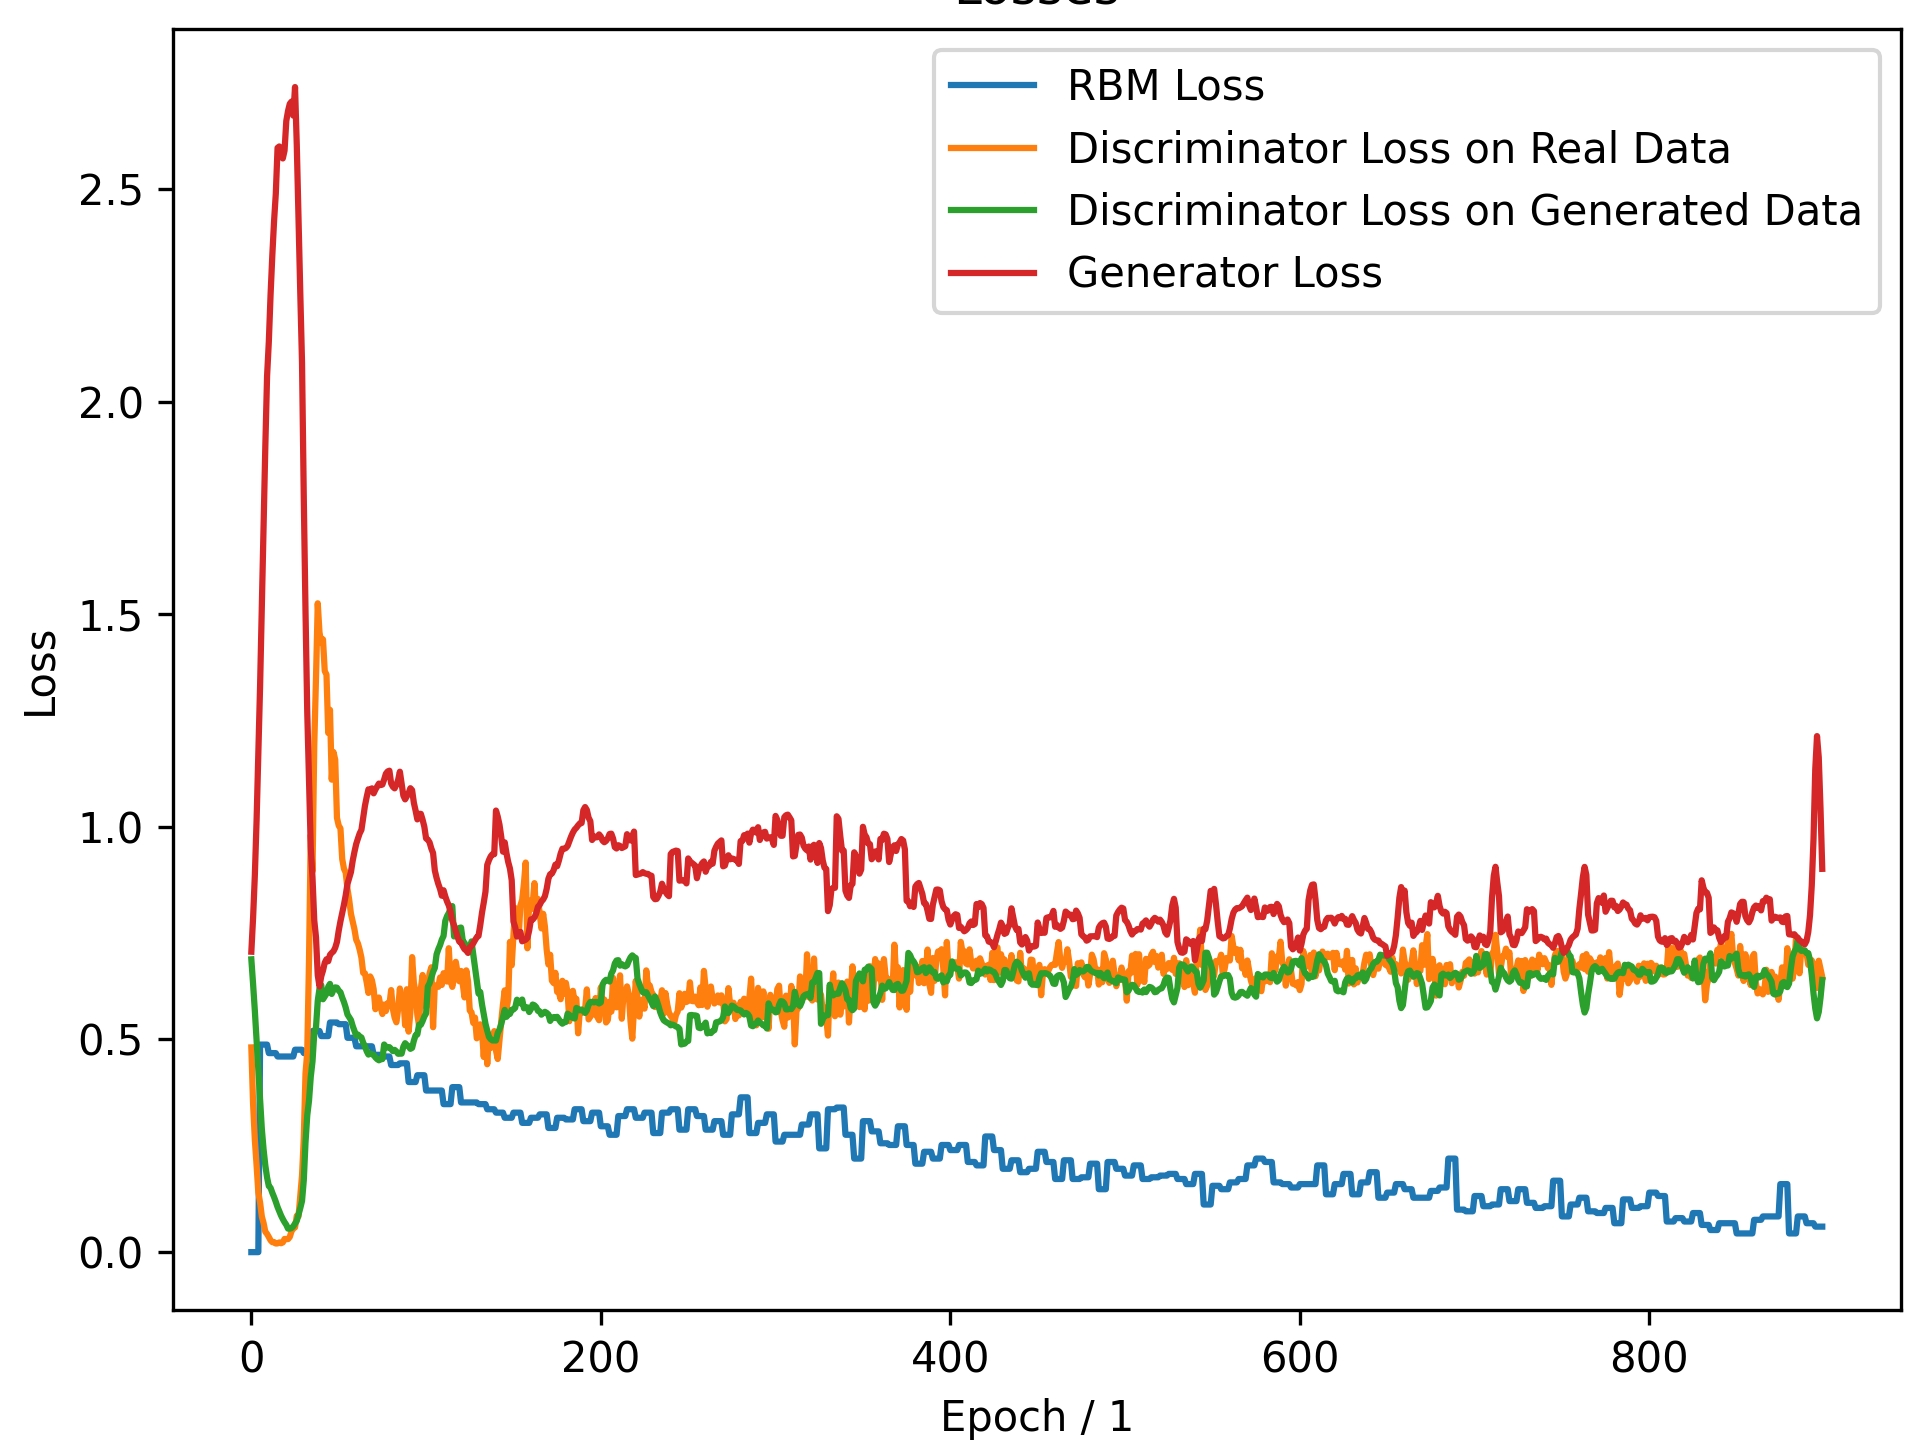 Losses
RBM Loss
Discriminator Loss on Real Data
Discriminator Loss on Generated Data
Generator Loss
2.5
2.0
1.5
1.0
0.5
0.0
Loss
0 200 400 600 800
Epoch / 1